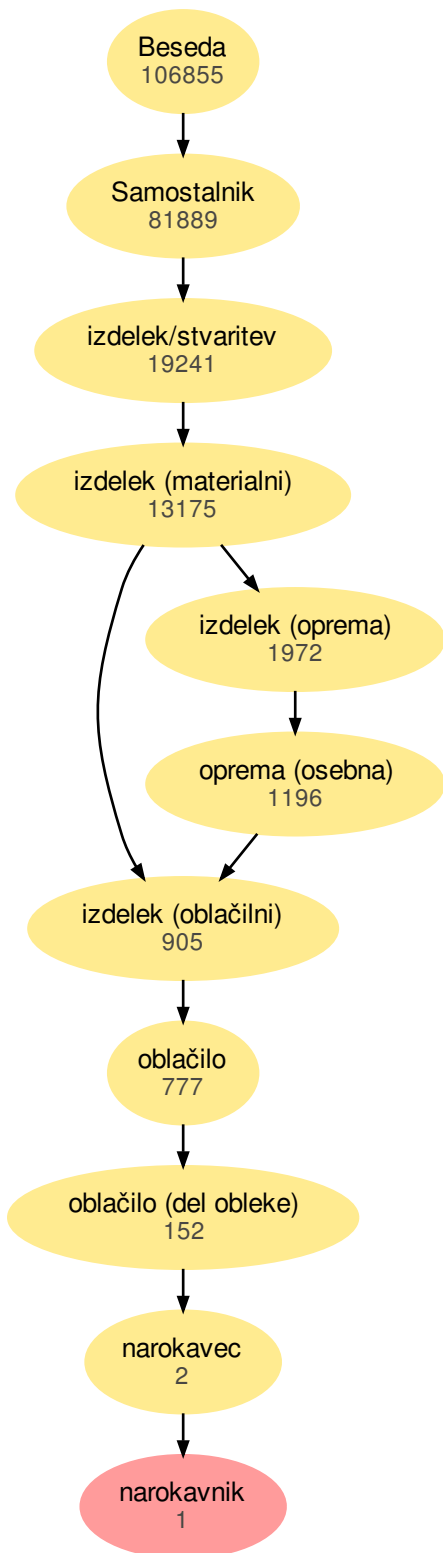 Beseda
106855
Samostalnik
81889
izdelek/stvaritev
19241
izdelek (materialni)
13175
izdelek (oprema)
1972
oprema (osebna)
1196
izdelek (oblačilni)
905
oblačilo
777
oblačilo (del obleke)
152
narokavec
2
narokavnik
1